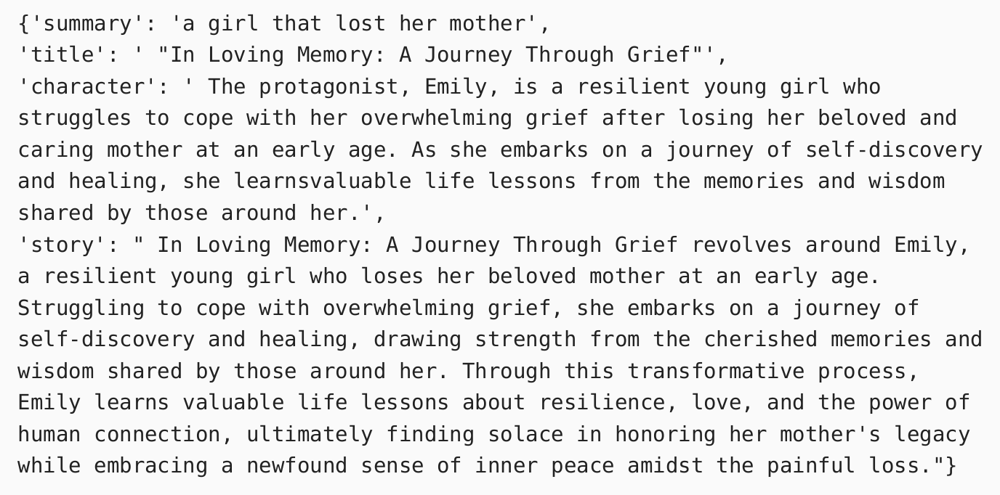 {'summary': 'a girl that lost her mother',
'title': ' "In Loving Memory: A Journey Through Grief"',
'character': ' The protagonist, Emily, is a resilient young girl who
struggles to cope with her overwhelming grief after losing her beloved and
caring mother at an early age. As she embarks on a journey of self-discovery
and healing, she learnsvaluable life lessons from the memories and wisdom
shared by those around her.',
'story': " In Loving Memory: A Journey Through Grief revolves around Emily,
a resilient young girl who loses her beloved mother at an early age.
Struggling to cope with overwhelming grief, she embarks on a journey of
self-discovery and healing, drawing strength from the cherished memories and
wisdom shared by those around her. Through this transformative process,
Emily learns valuable life lessons about resilience, love, and the power of
human connection, ultimately finding solace in honoring her mother's legacy
while embracing a newfound sense of inner peace amidst the painful loss."}